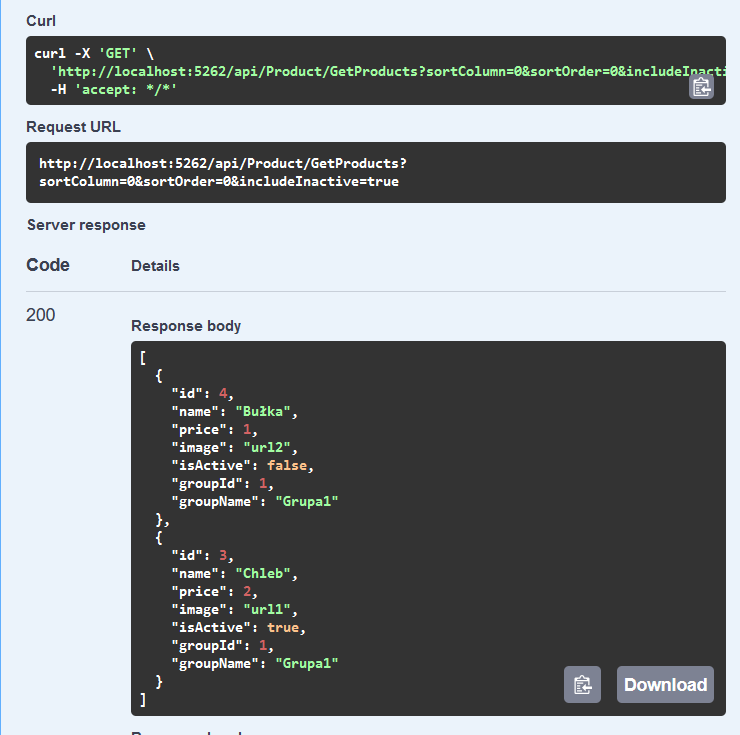 Curl
curl -X 'GET' \
'http://localhost:5262/api/Product/GetProducts?sortColumn=0&sortOrder=0&includeInacti
-H 'accept: */*'
Request URL
http://localhost:5262/api/Product/GetProducts?
sortColumn=0&sortOrder=0&includeInactive=true
Server response
Code Details
200
Response body
[
{
"id": 4,
"name": "Bułka",
"price": 1,
"image": "url2",
"isActive": false,
"groupId": 1,
"groupName": "Grupa1"
},
{
"id": 3,
"name": "Chleb",
"price": 2,
"image": "url1",
"isActive": true,
"groupId": 1,
"groupName": "Grupa1"
}
]
Download